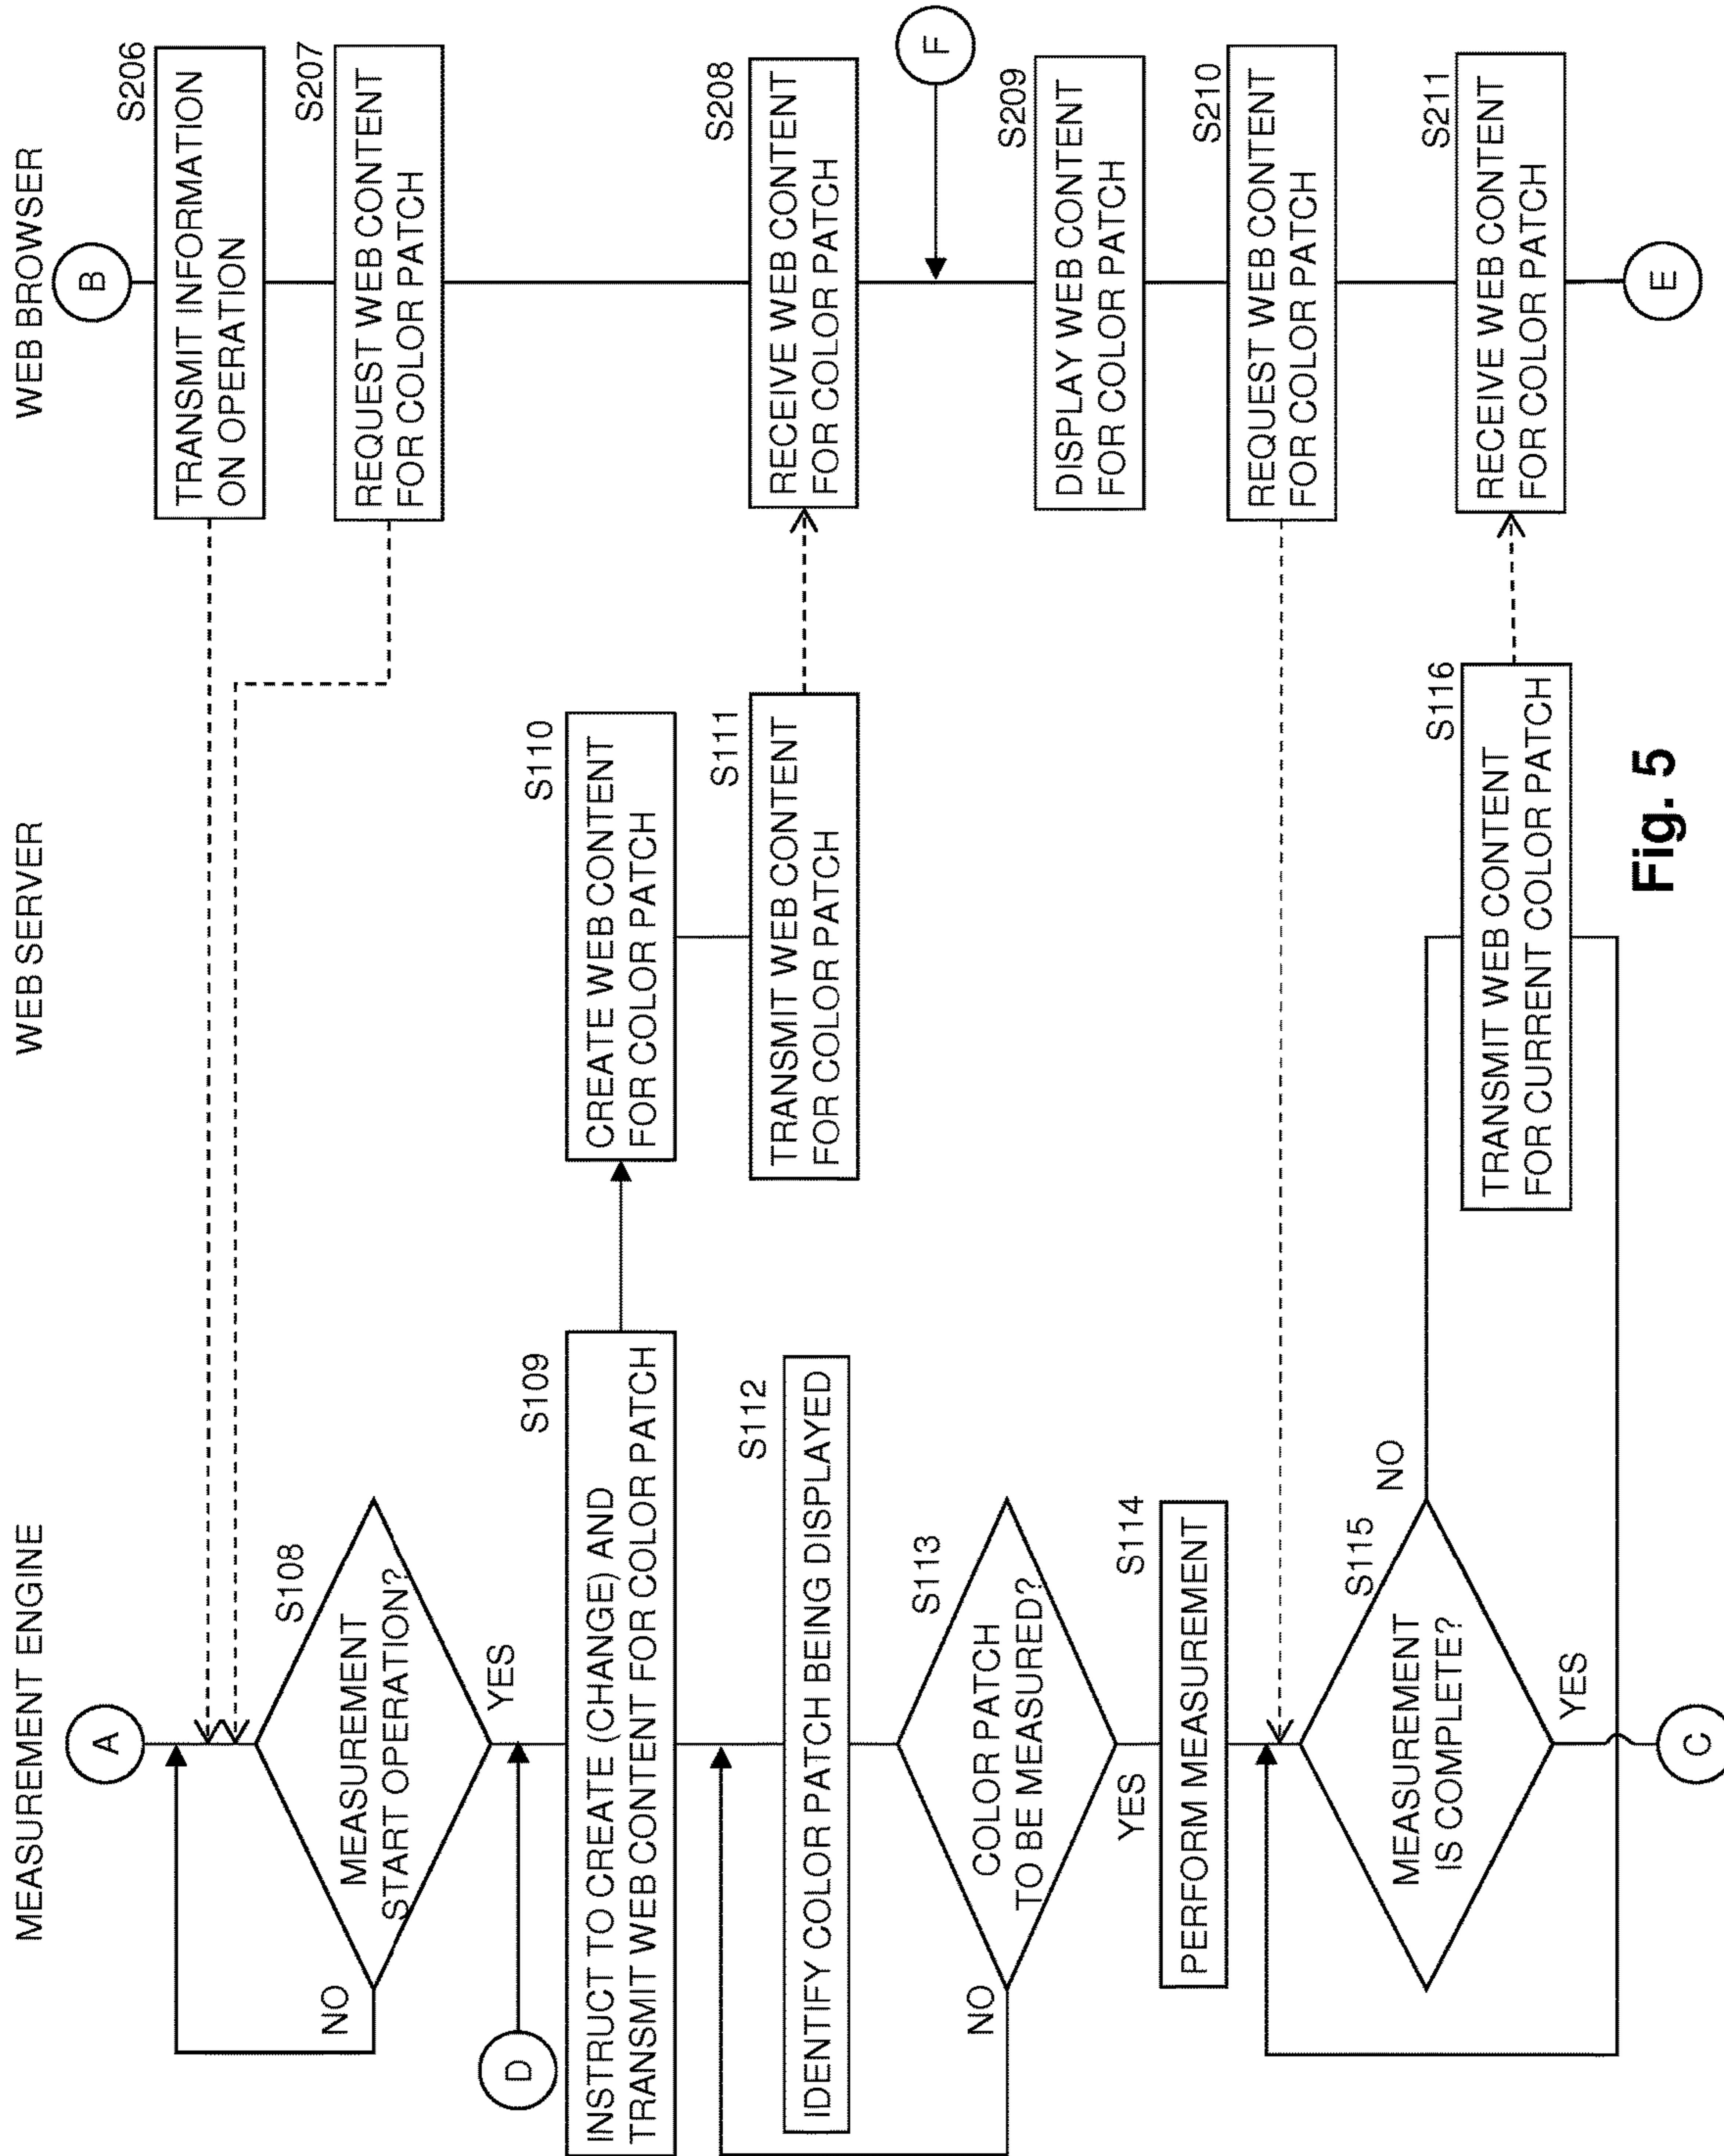 MEASUREMENT ENGINE
WEB SERVER
WEB BROWSER
A
B
S206
TRANSMIT INFORMATION
ON OPERATION
S207
REQUEST WEB CONTENT
FOR COLOR PATCH
S108
MEASUREMENT
START OPERATION?
NO
YES
D
S109
INSTRUCT TO CREATE (CHANGE) AND
TRANSMIT WEB CONTENT FOR COLOR PATCH
S110
CREATE WEB CONTENT
FOR COLOR PATCH
S111
TRANSMIT WEB CONTENT
FOR COLOR PATCH
S208
RECEIVE WEB CONTENT
FOR COLOR PATCH
F
S112
IDENTIFY COLOR PATCH BEING DISPLAYED
S113
COLOR PATCH
TO BE MEASURED?
NO
YES
S209
DISPLAY WEB CONTENT
FOR COLOR PATCH
S114
PERFORM MEASUREMENT
S210
REQUEST WEB CONTENT
FOR COLOR PATCH
S115
MEASUREMENT
IS COMPLETE?
NO
YES
S116
TRANSMIT WEB CONTENT
FOR CURRENT COLOR PATCH
S211
RECEIVE WEB CONTENT
FOR COLOR PATCH
C
E
Fig. 5